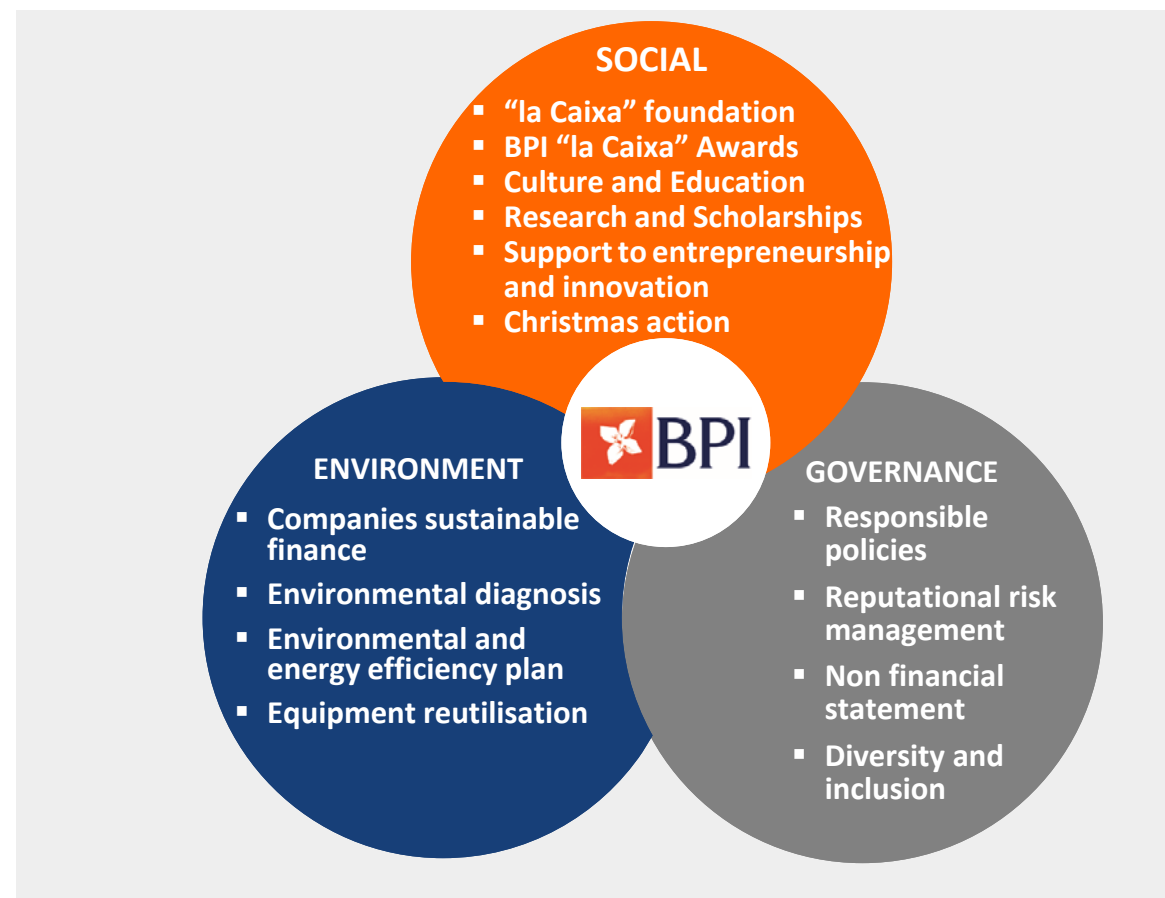 SOCIAL
▪ “la Caixa” foundation
▪ BPI “la Caixa” Awards
▪ Culture and Education
▪ Research and Scholarships
▪ Support to entrepreneurship
and innovation
▪ Christmas action
BPI
ENVIRONMENT
▪ Companies sustainable
finance
▪ Environmental diagnosis
▪ Environmental and
energy efficiency plan
▪ Equipment reutilisation
GOVERNANCE
▪ Responsible
policies
▪ Reputational risk
management
▪ Non financial
statement
▪ Diversity and
inclusion